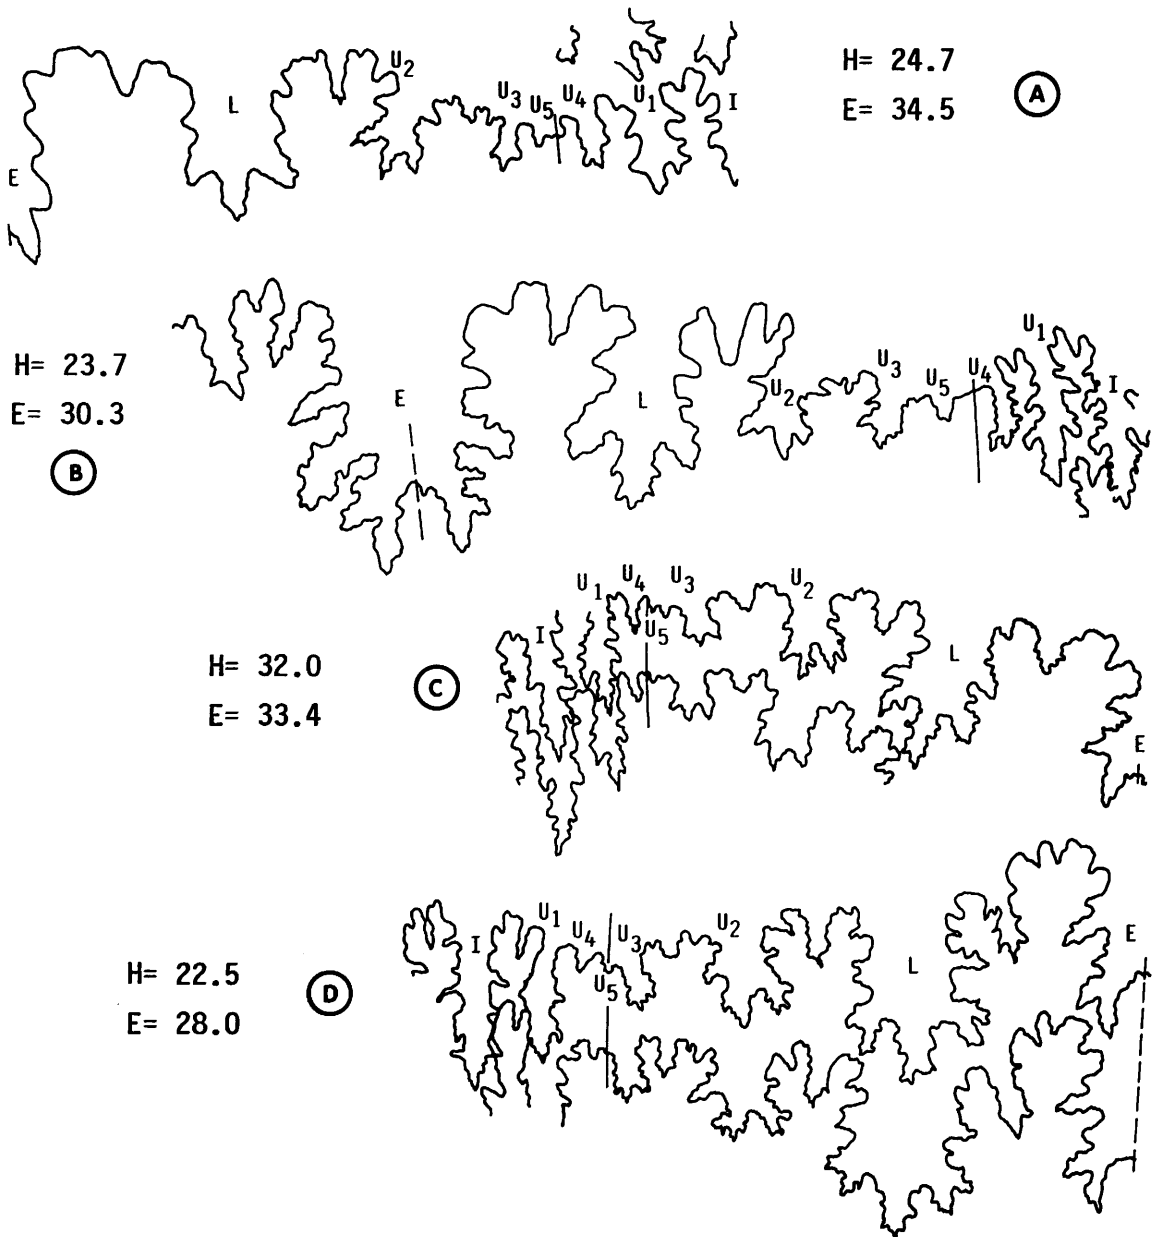 E L U₂ U₃ U₅ U₄ U₁ I
H= 24.7
E= 34.5
A
H= 23.7
E= 30.3
B
E L U₂ U₃ U₅ U₄ U₁ I
H= 32.0
E= 33.4
C
I U₁ U₄ U₃ U₅ U₂ L E
H= 22.5
E= 28.0
D
I U₁ U₄ U₃ U₅ U₂ L E